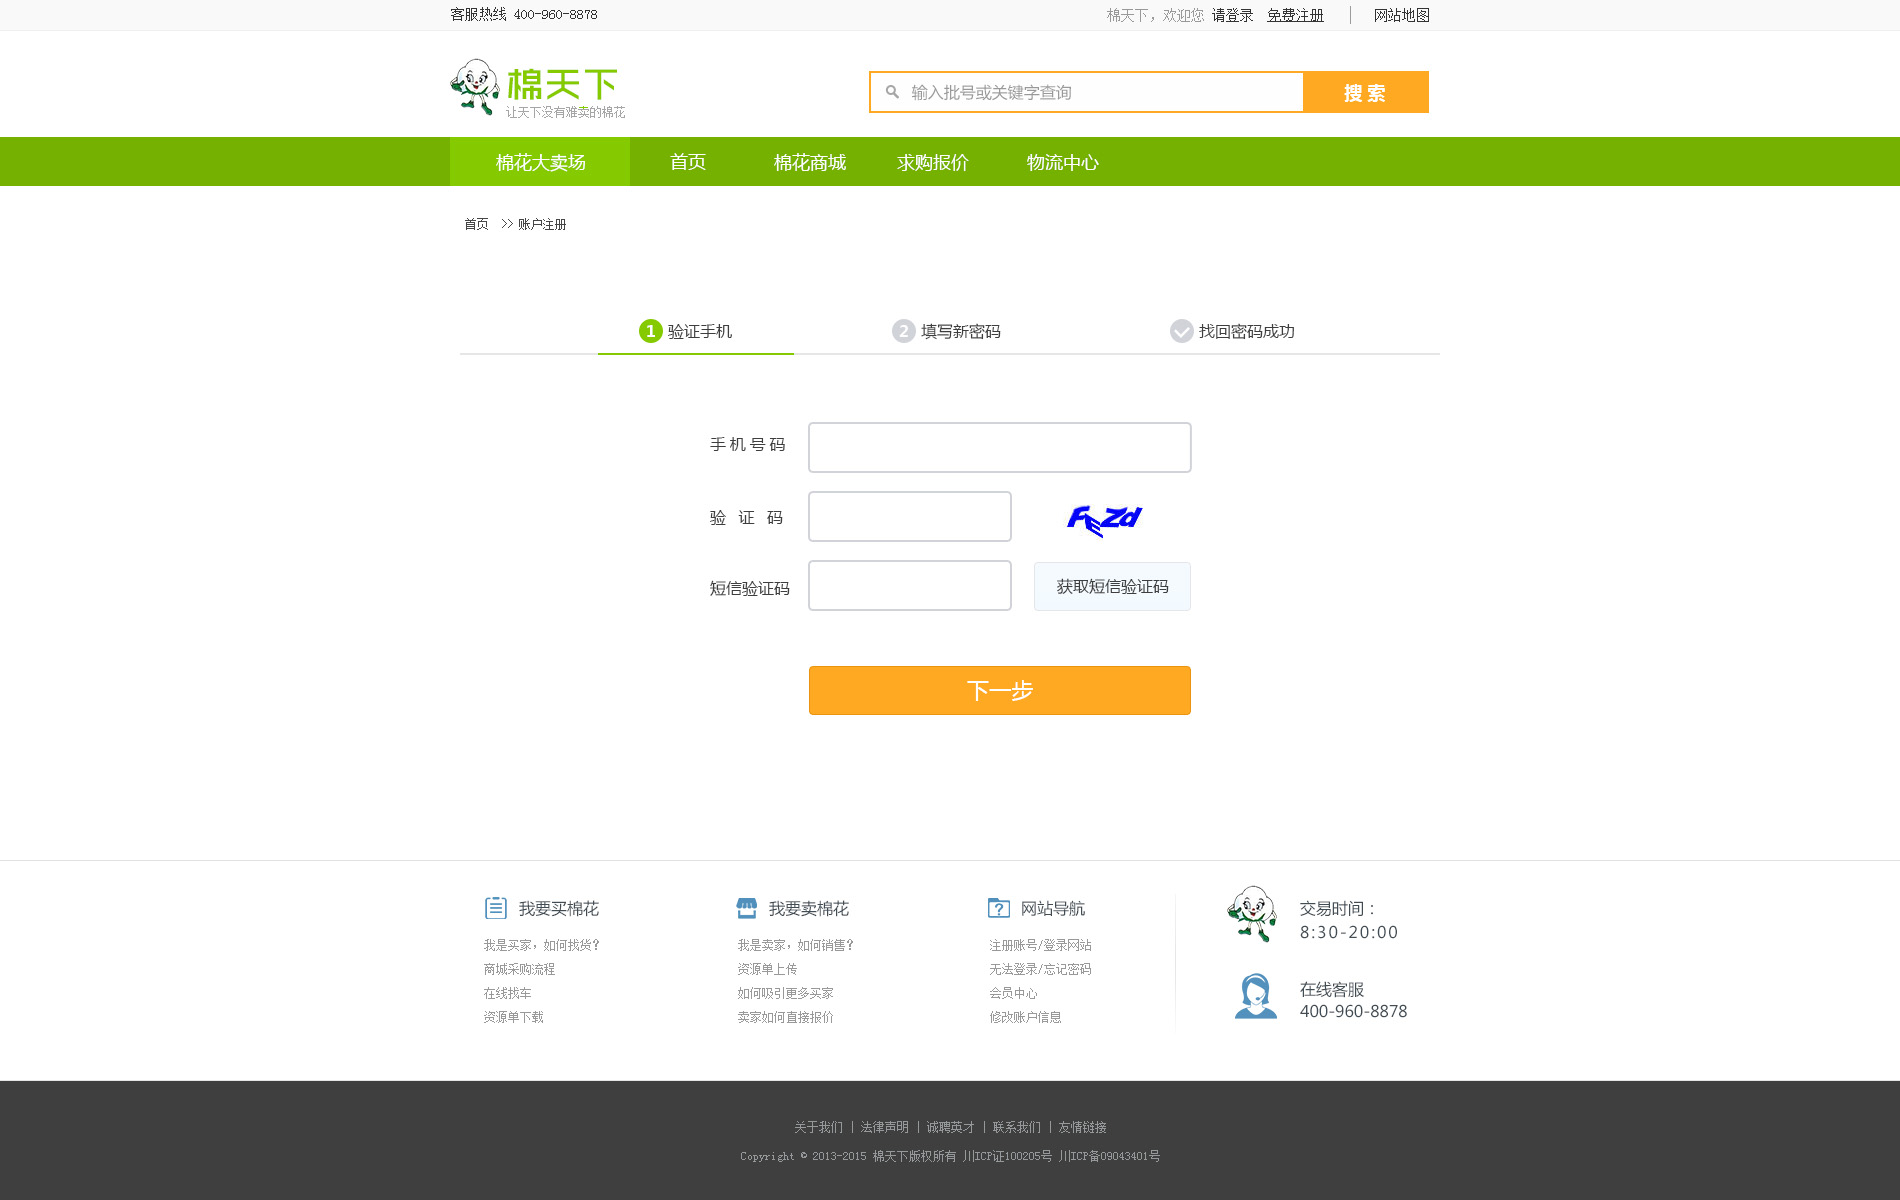 客服热线 400-960-8878
棉天下，欢迎您 请登录 免费注册 | 网站地图
棉天下
让天下没有难卖的棉花
输入批号或关键字查询
搜索
棉花大卖场 首页 棉花商城 求购报价 物流中心
首页 >> 账户注册
1 验证手机 2 填写新密码 找回密码成功
手机号码
验证码 FEZd
短信验证码 获取短信验证码
下一步
我要买棉花
我是买家，如何找货？
商城采购流程
在线找车
资源单下载
我要卖棉花
我是卖家，如何销售？
资源单上传
如何吸引更多买家
卖家如何直接报价
网站导航
注册账号/登录网站
无法登录/忘记密码
会员中心
修改账户信息
交易时间：
8:30-20:00
在线客服
400-960-8878
关于我们 | 法律声明 | 诚聘英才 | 联系我们 | 友情链接
Copyright © 2013-2015 棉天下版权所有 川ICP证100205号 川ICP备09043401号